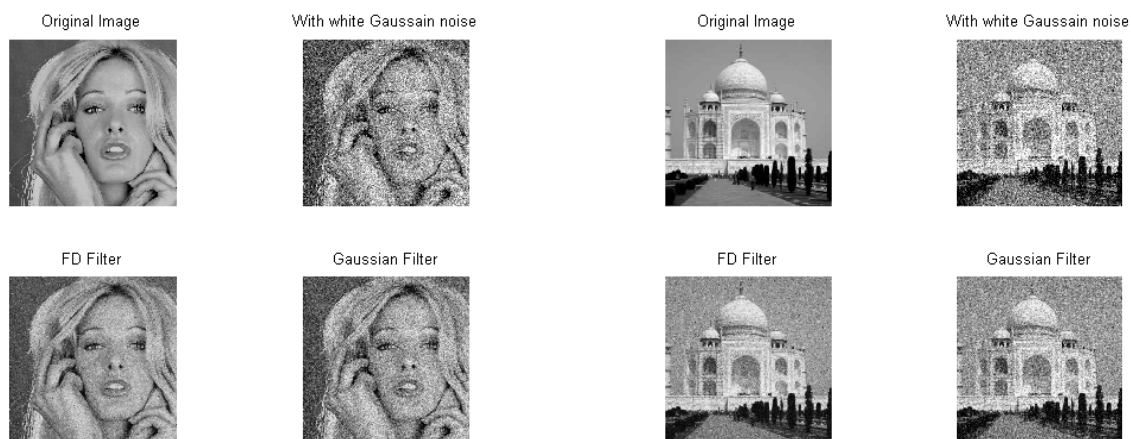 Original Image
With white Gaussain noise
Original Image
With white Gaussain noise
FD Filter
Gaussian Filter
FD Filter
Gaussian Filter